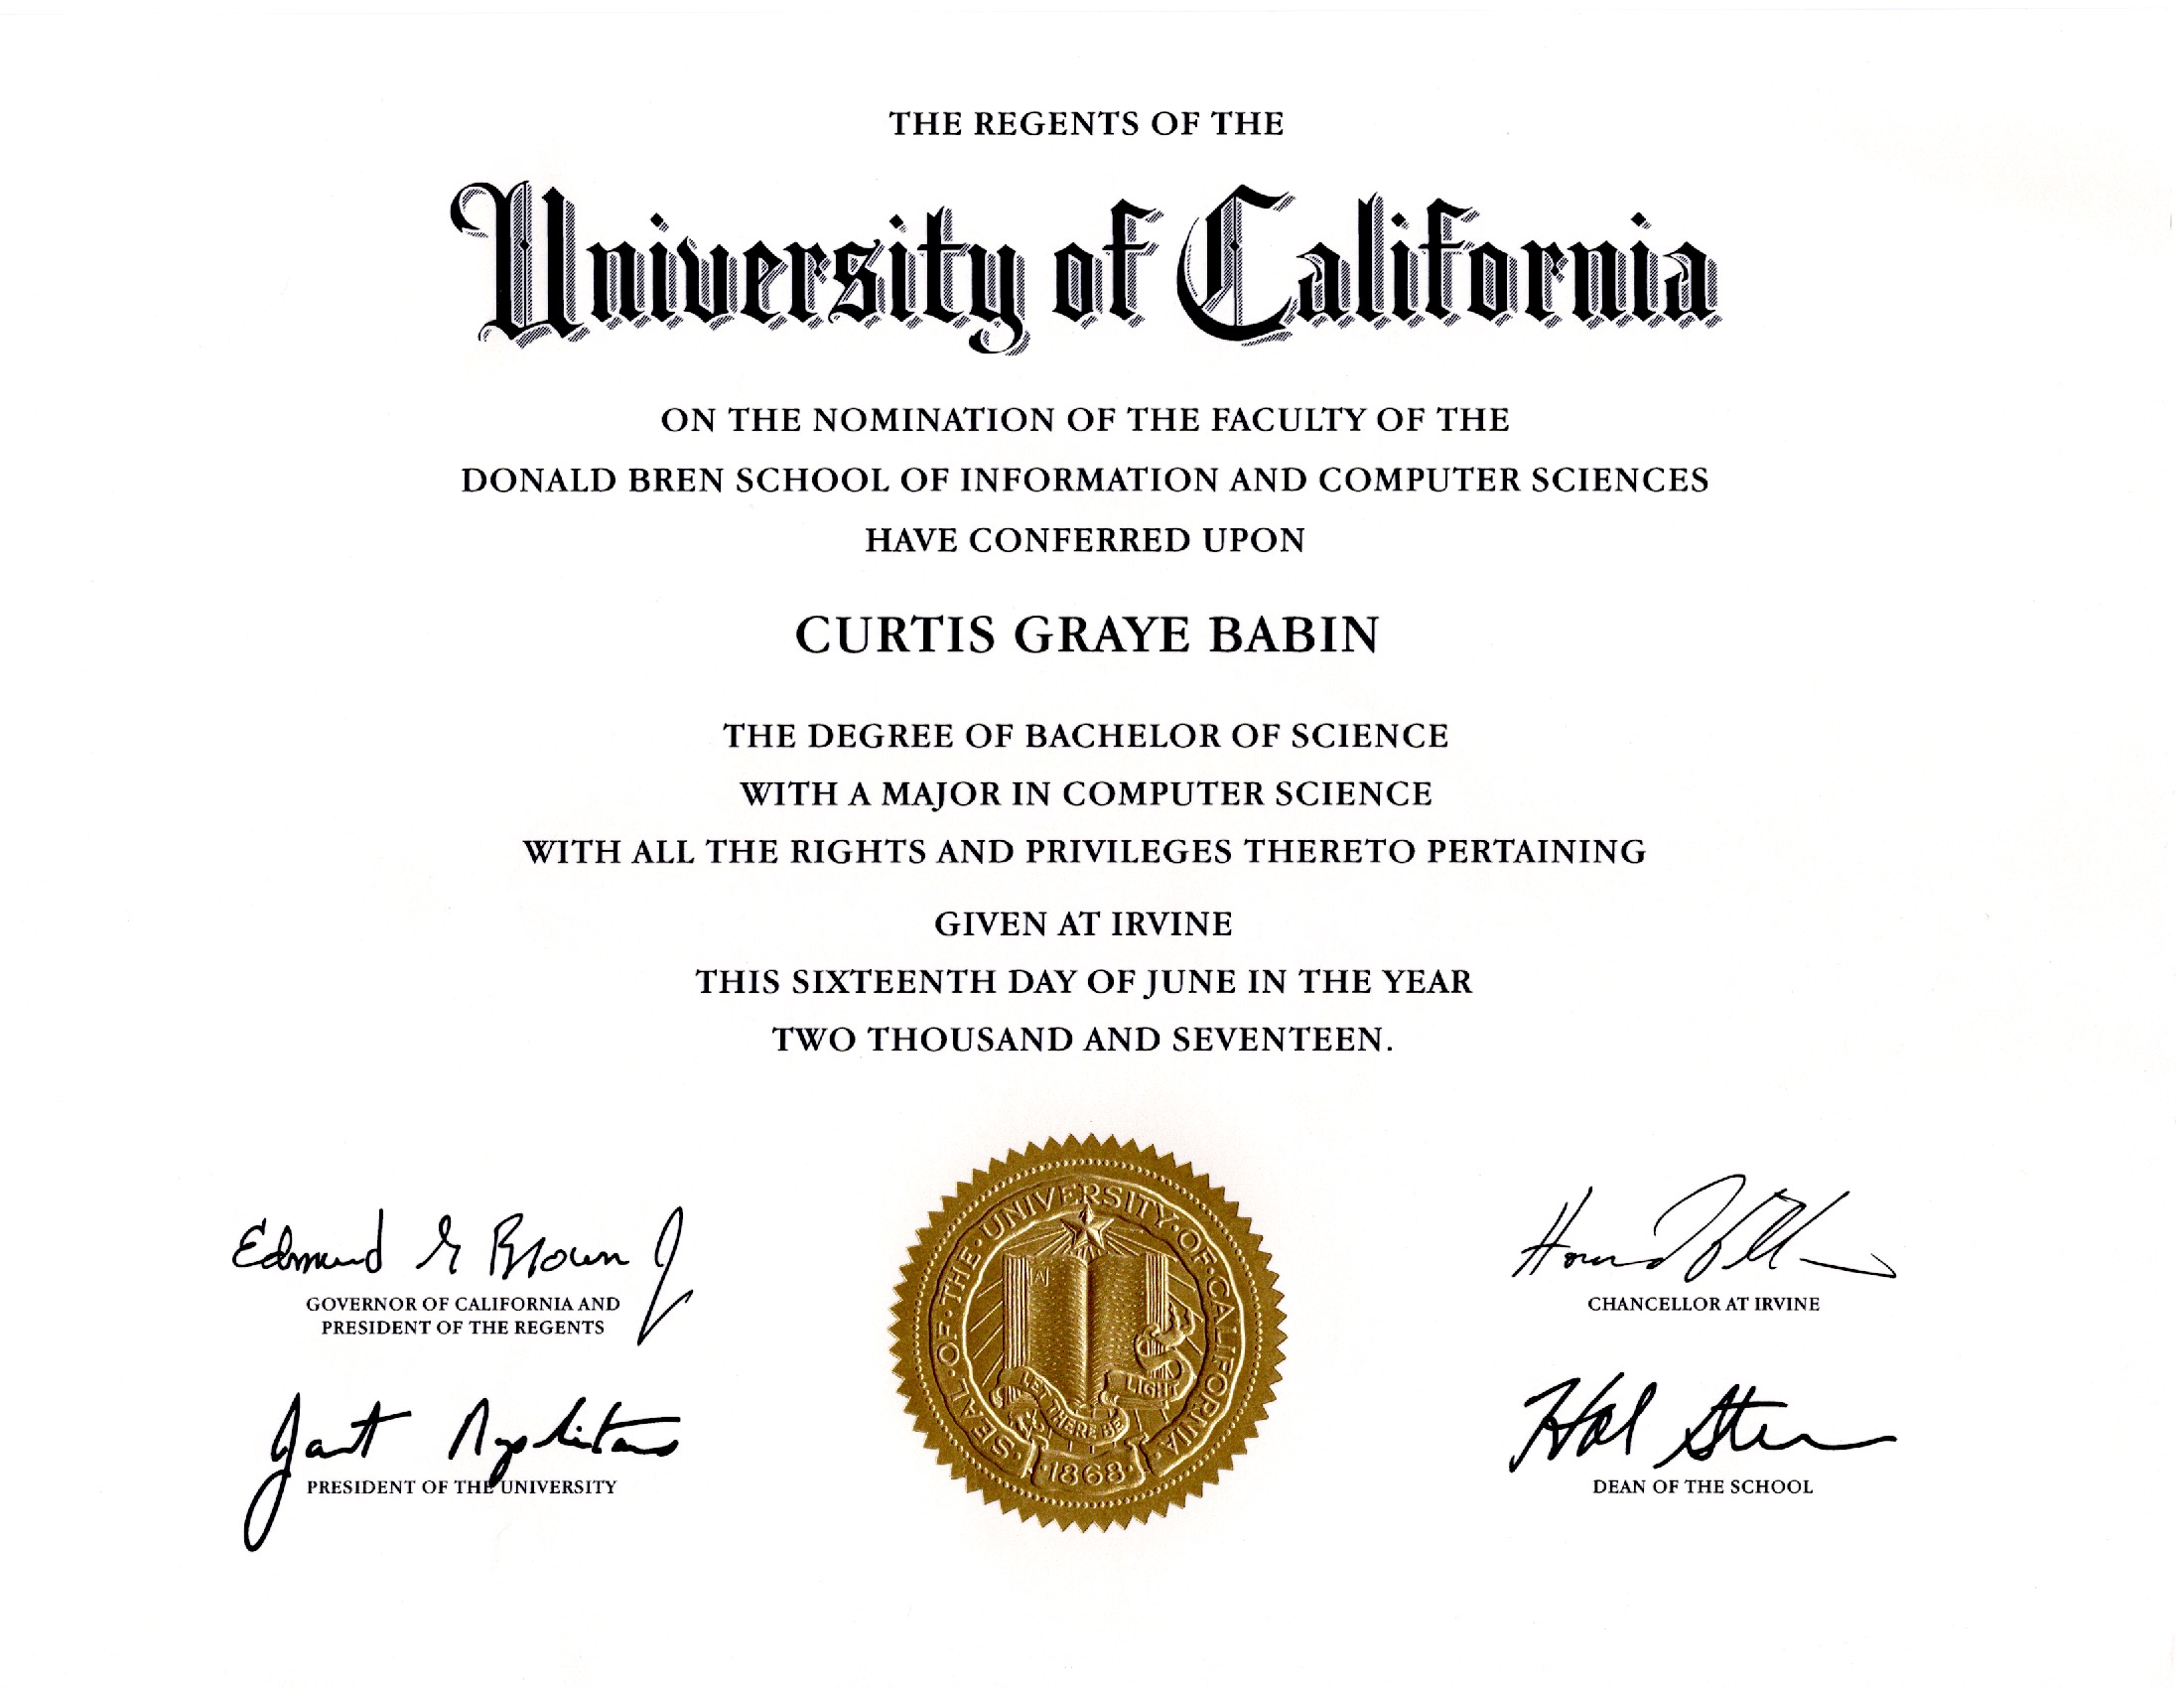 THE REGENTS OF THE
University of California
ON THE NOMINATION OF THE FACULTY OF THE
DONALD BREN SCHOOL OF INFORMATION AND COMPUTER SCIENCES
HAVE CONFERRED UPON
CURTIS GRAYE BABIN
THE DEGREE OF BACHELOR OF SCIENCE
WITH A MAJOR IN COMPUTER SCIENCE
WITH ALL THE RIGHTS AND PRIVILEGES THERETO PERTAINING
GIVEN AT IRVINE
THIS SIXTEENTH DAY OF JUNE IN THE YEAR
TWO THOUSAND AND SEVENTEEN.
Edmund G Brown Jr
GOVERNOR OF CALIFORNIA AND
PRESIDENT OF THE REGENTS
Janet Napolitano
PRESIDENT OF THE UNIVERSITY
SEAL·OF·THE·UNIVERSITY·OF·CALIFORNIA
A
LET THERE BE LIGHT
·1868·
CHANCELLOR AT IRVINE
Hal Stern
DEAN OF THE SCHOOL